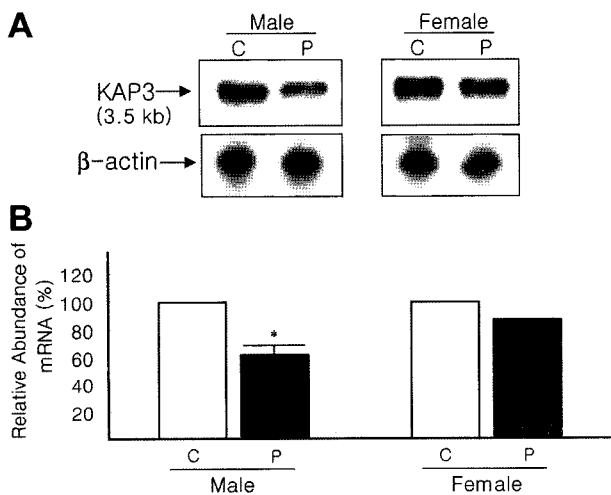 A
Male
Female
C P
C P
KAP3
(3.5 kb)
β-actin
B
Relative Abundance of
mRNA (%)
120
100
80
60
40
20
*
C P
C P
Male
Female